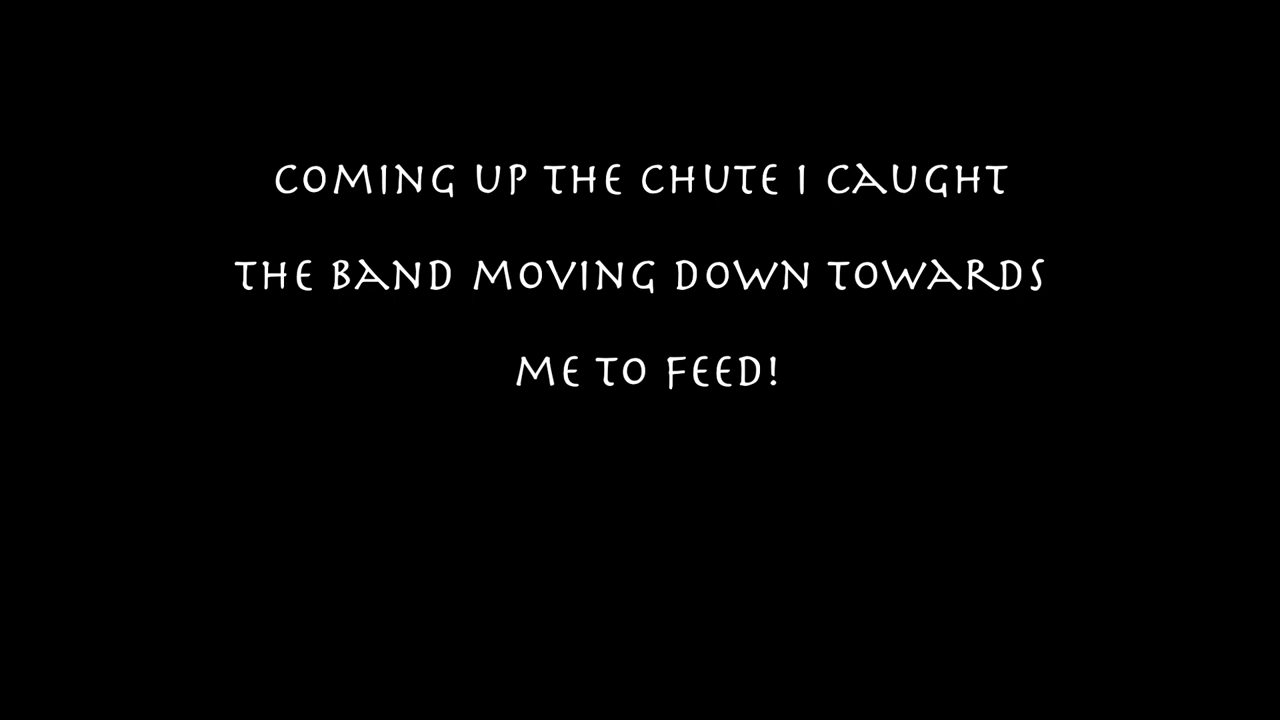 COMING UP THE CHUTE I CAUGHT
THE BAND MOVING DOWN TOWARDS
ME TO FEED!